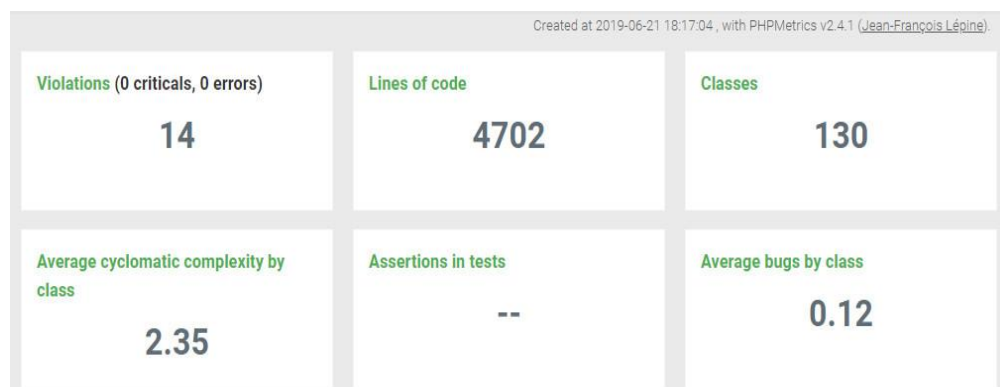 Created at 2019-06-21 18:17:04 , with PHPMetrics v2.4.1 (Jean-François Lépine).
Violations (0 criticals, 0 errors)
14
Lines of code
4702
Classes
130
Average cyclomatic complexity by
class
2.35
Assertions in tests
--
Average bugs by class
0.12